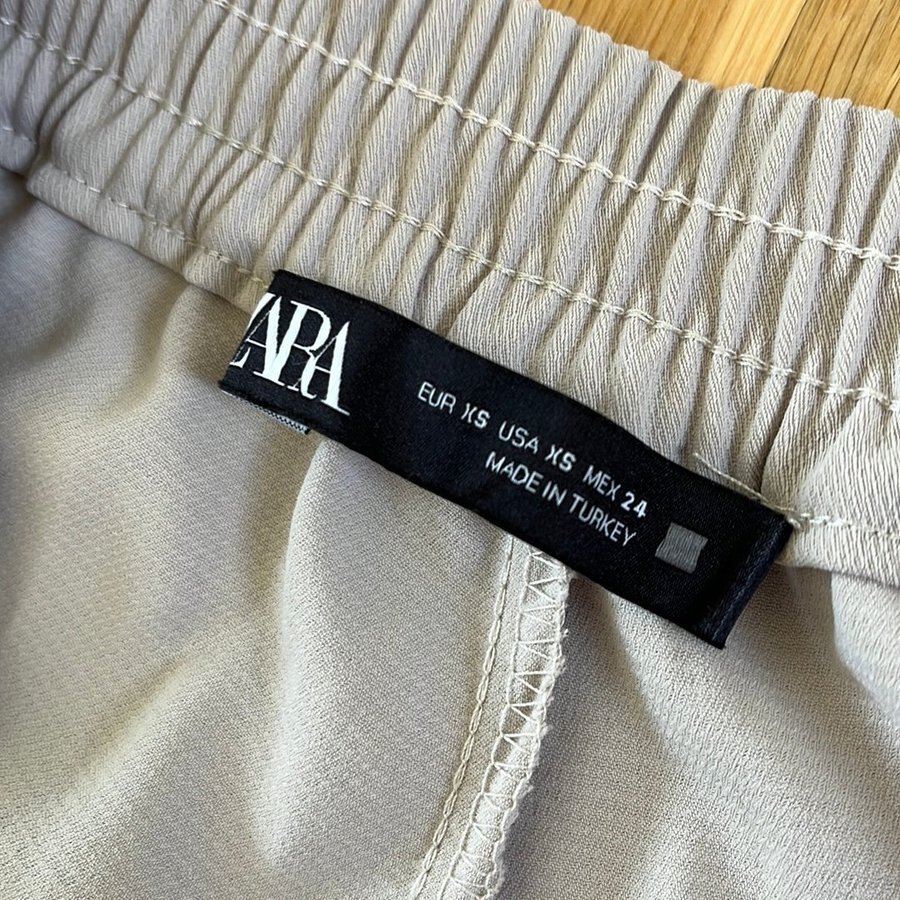 ZARA
EUR XS USA XS MEX 24
MADE IN TURKEY